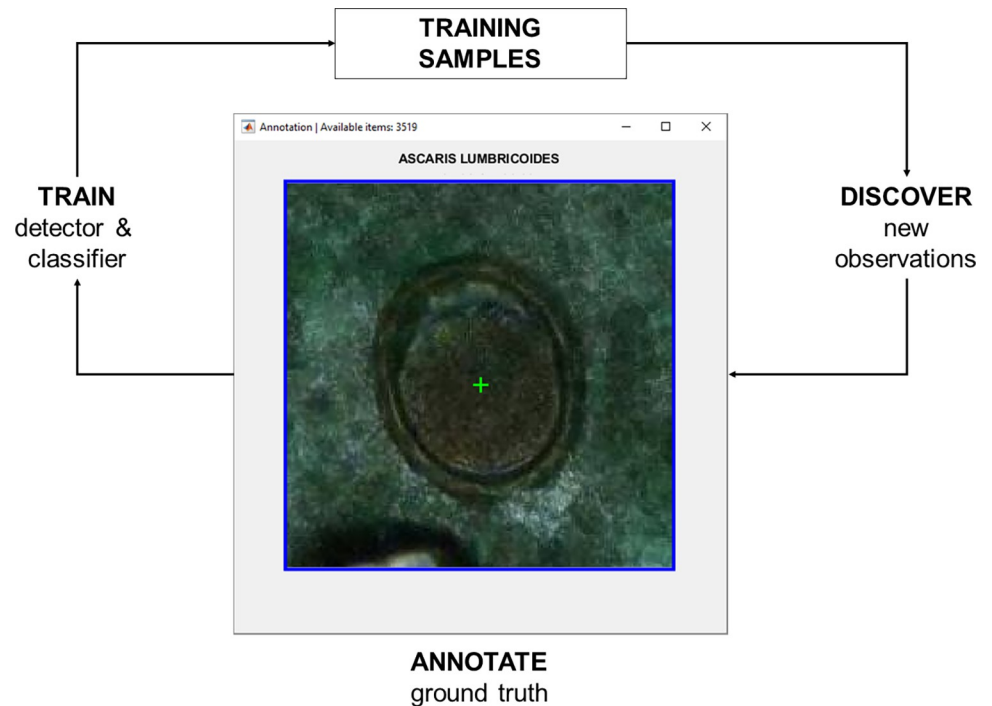 TRAINING
SAMPLES
Annotation | Available items: 3519
ASCARIS LUMBRICOIDES
TRAIN
detector &
classifier
DISCOVER
new
observations
ANNOTATE
ground truth